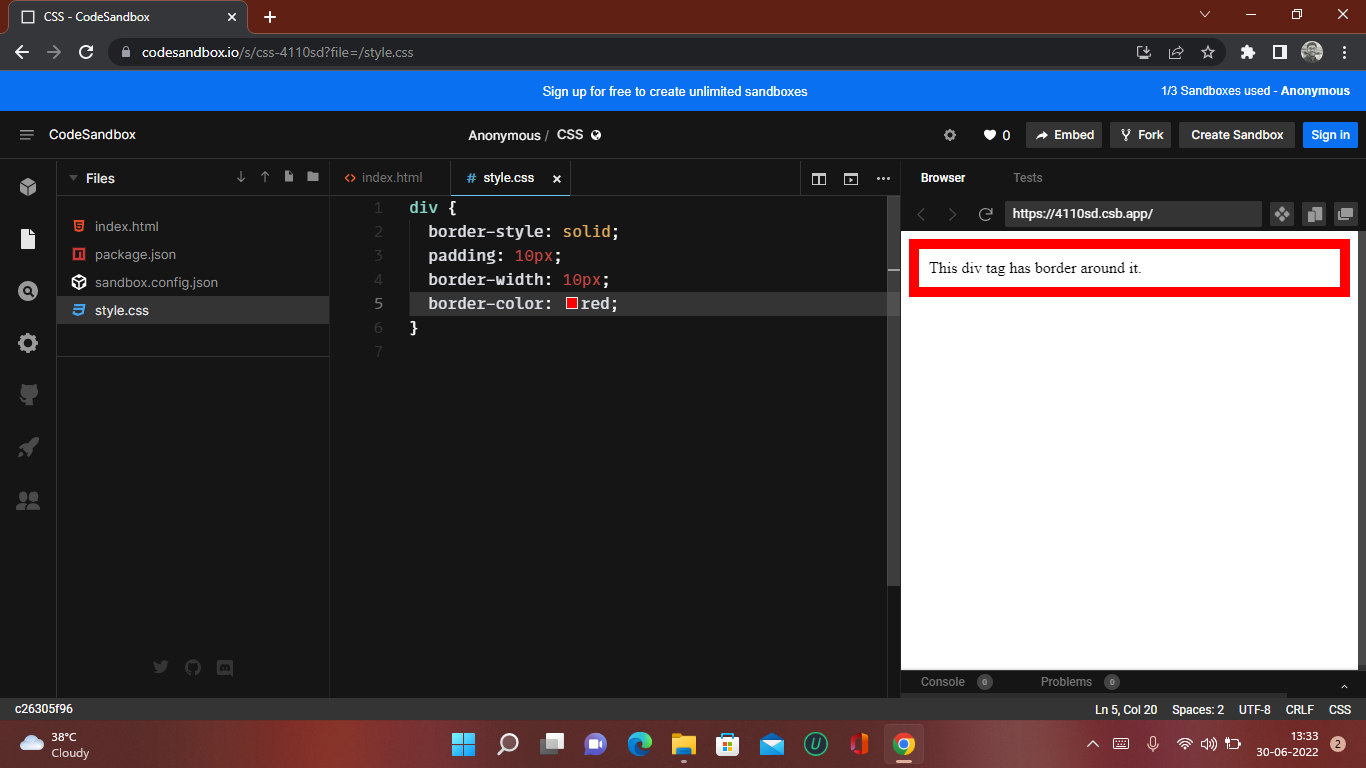 CSS - CodeSandbox
codesandbox.io/s/css-4110sd?file=/style.css
Sign up for free to create unlimited sandboxes
1/3 Sandboxes used - Anonymous
CodeSandbox
Anonymous / CSS
0
Embed
Fork
Create Sandbox
Sign in
Files
index.html
package.json
sandbox.config.json
style.css
index.html
# style.css
1 div {
2 border-style: solid;
3 padding: 10px;
4 border-width: 10px;
5 border-color: red;
6 }
7
Browser
Tests
https://4110sd.csb.app/
This div tag has border around it.
Console 0
Problems 0
c26305f96
Ln 5, Col 20
Spaces: 2
UTF-8
CRLF
CSS
38°C
Cloudy
13:33
30-06-2022
2